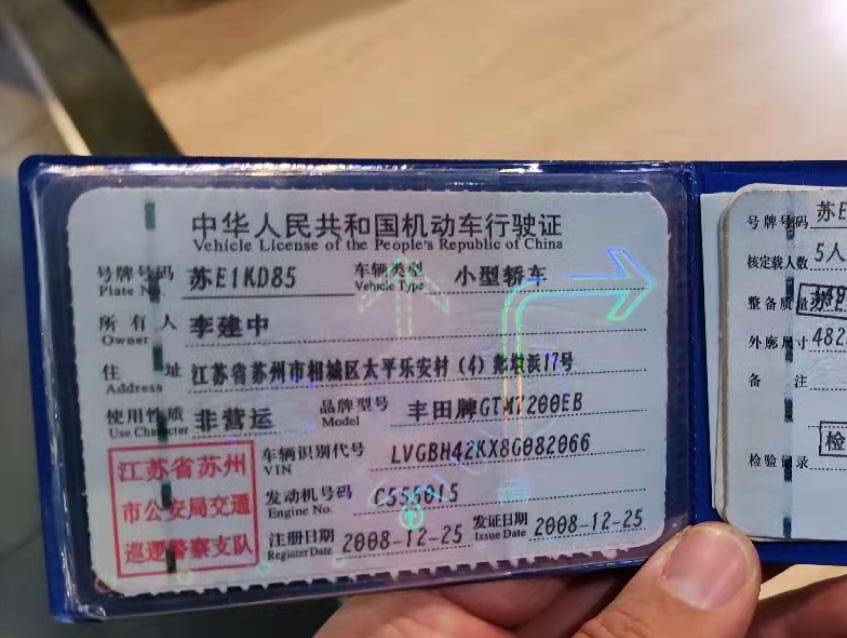 中华人民共和国机动车行驶证
Vehicle License of the People's Republic of China
号牌号码 苏E1KD85 车辆类型 小型轿车
Plate No. Vehicle Type
所有人 李建中
Owner
住址 江苏省苏州市相城区太平乐安村(4) 浜17号
Address
使用性质 非营运 品牌型号 丰田牌GTM7200EB
Use Character Model
车辆识别代号 LVGBH42KX8G082066
VIN
发动机号码 C555015
Engine No.
注册日期 2008-12-25 发证日期 2008-12-25
Register Date Issue Date
江苏省苏州
市公安局交通
巡逻警察支队
号牌号码 苏E
核定载人数 5人
整备质量
外廓尺寸 482
备注
检
检验记录